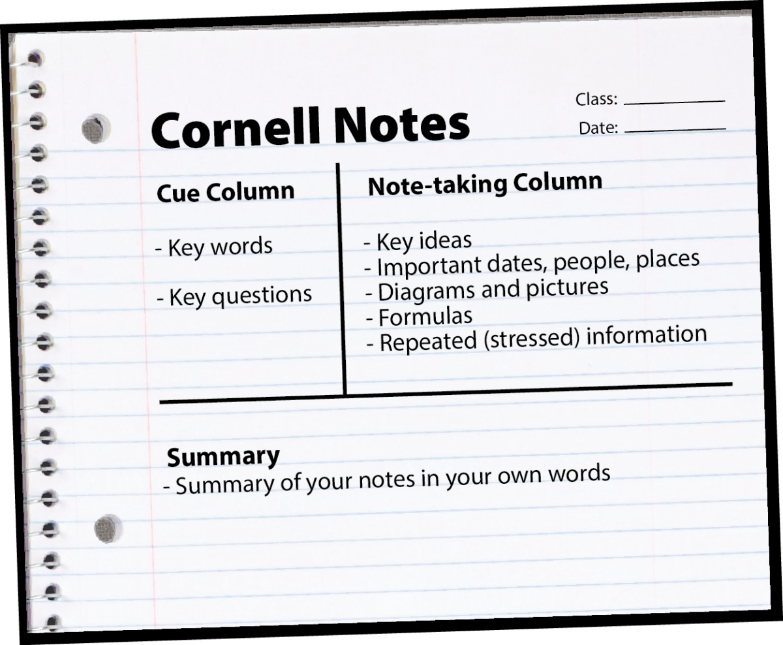 Cornell Notes
Class:
Date:
Cue Column
- Key words
- Key questions
Note-taking Column
- Key ideas
- Important dates, people, places
- Diagrams and pictures
- Formulas
- Repeated (stressed) information
Summary
- Summary of your notes in your own words